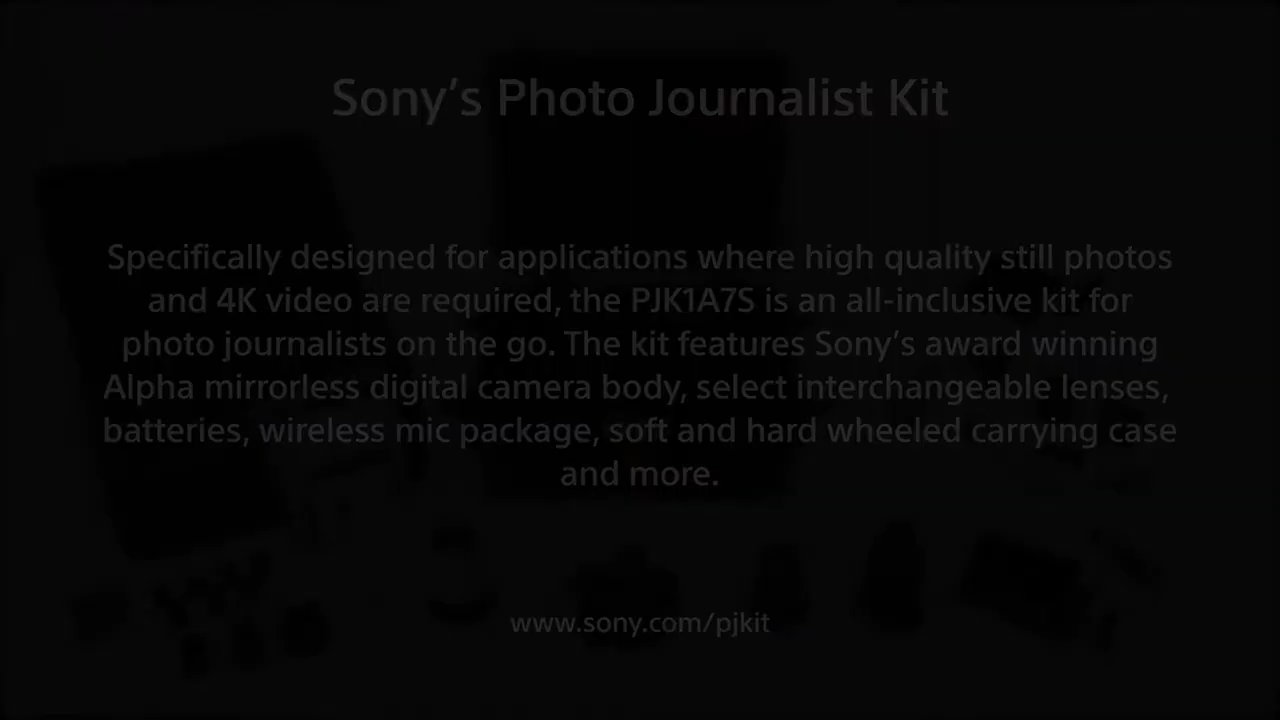 Sony’s Photo Journalist Kit
Specifically designed for applications where high quality still photos
and 4K video are required, the PJK1A7S is an all-inclusive kit for
photo journalists on the go. The kit features Sony’s award winning
Alpha mirrorless digital camera body, select interchangeable lenses,
batteries, wireless mic package, soft and hard wheeled carrying case
and more.
www.sony.com/pjkit